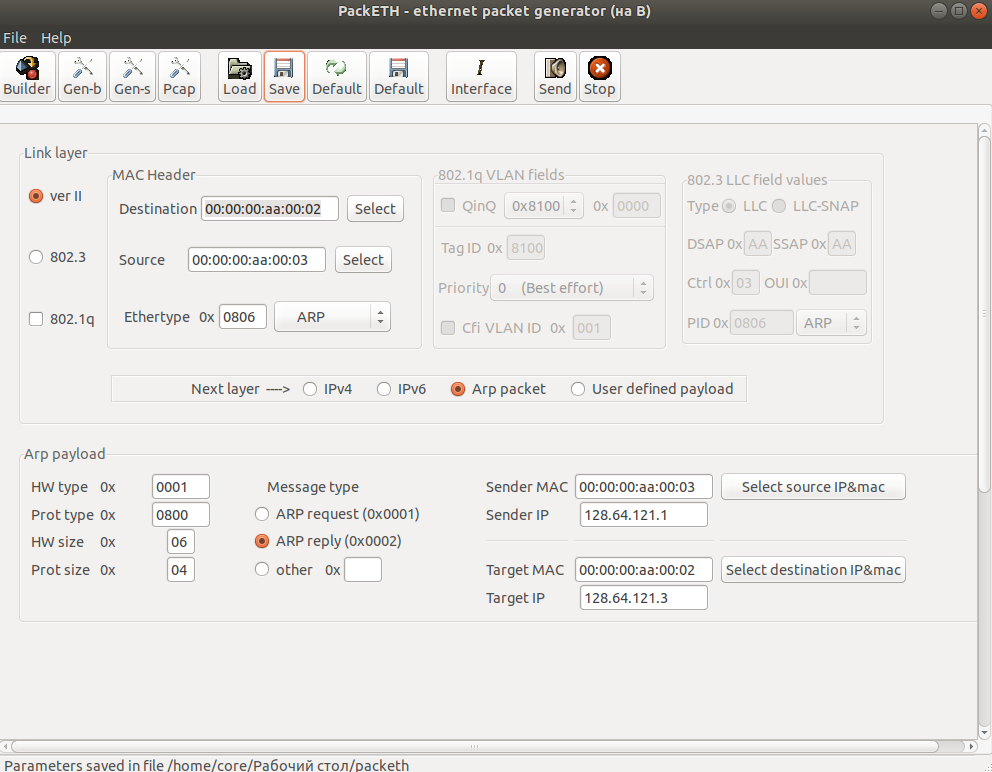 PackETH - ethernet packet generator (на B)
File Help
Builder Gen-b Gen-s Pcap Load Save Default Default Interface Send Stop
Link layer
ver II
802.3
802.1q
MAC Header
Destination 00:00:00:aa:00:02 Select
Source 00:00:00:aa:00:03 Select
Ethertype 0x 0806 ARP
802.1q VLAN fields
QinQ 0x8100 0x 0000
Tag ID 0x 8100
Priority 0 (Best effort)
Cfi VLAN ID 0x 001
802.3 LLC field values
Type LLC LLC-SNAP
DSAP 0x AA SSAP 0x AA
Ctrl 0x 03 OUI 0x
PID 0x 0806 ARP
Next layer ----> IPv4 IPv6 Arp packet User defined payload
Arp payload
HW type 0x 0001
Prot type 0x 0800
HW size 0x 06
Prot size 0x 04
Message type
ARP request (0x0001)
ARP reply (0x0002)
other 0x
Sender MAC 00:00:00:aa:00:03 Select source IP&mac
Sender IP 128.64.121.1
Target MAC 00:00:00:aa:00:02 Select destination IP&mac
Target IP 128.64.121.3
Parameters saved in file /home/core/Рабочий стол/packeth